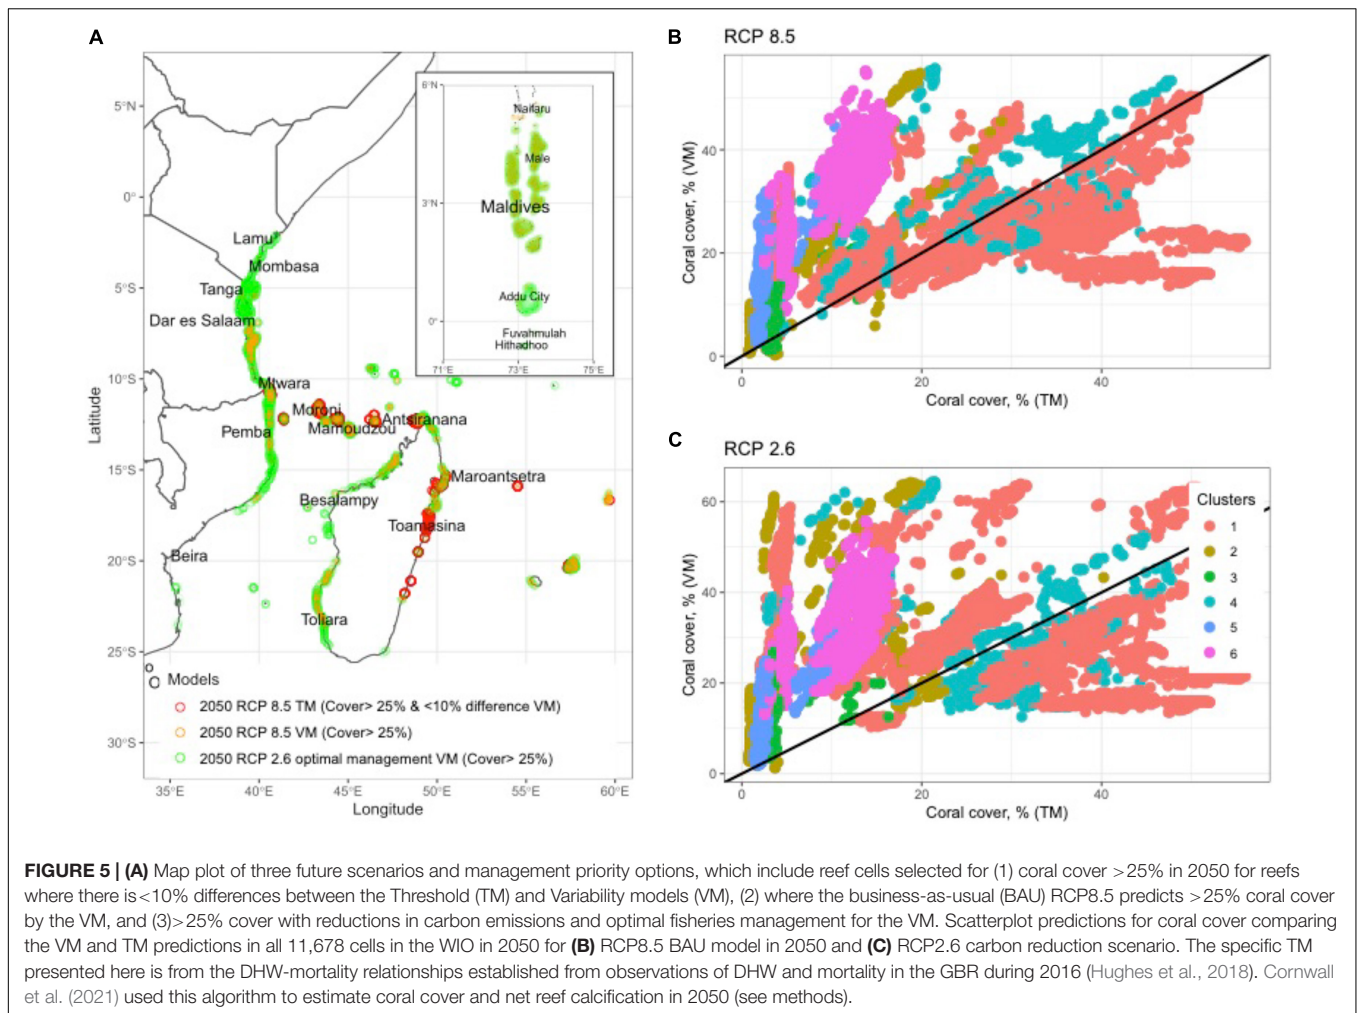 A
5°N
0°
5°S
10°S
15°S
20°S
25°S
30°S
Latitude
35°E
40°E
45°E
50°E
55°E
60°E
Longitude
Lamu
Mombasa
Tanga
Dar es Salaam
Mtwara
Moroni
Pemba
Mamoudzou
Antsiranana
Maroantsetra
Besalampy
Toamasina
Beira
Toliara
6°N
3°N
0°
71°E
73°E
75°E
Naifaru
Male
Maldives
Addu City
Fuvahmulah
Hithadhoo
Models
2050 RCP 8.5 TM (Cover> 25% & <10% difference VM)
2050 RCP 8.5 VM (Cover> 25%)
2050 RCP 2.6 optimal management VM (Cover> 25%)
B
RCP 8.5
Coral cover, % (VM)
40
20
0
0
20
40
Coral cover, % (TM)
C
RCP 2.6
Coral cover, % (VM)
60
40
20
0
0
20
40
Coral cover, % (TM)
Clusters
1
2
3
4
5
6
FIGURE 5 | (A) Map plot of three future scenarios and management priority options, which include reef cells selected for (1) coral cover >25% in 2050 for reefs
where there is<10% differences between the Threshold (TM) and Variability models (VM), (2) where the business-as-usual (BAU) RCP8.5 predicts >25% coral cover
by the VM, and (3)>25% cover with reductions in carbon emissions and optimal fisheries management for the VM. Scatterplot predictions for coral cover comparing
the VM and TM predictions in all 11,678 cells in the WIO in 2050 for (B) RCP8.5 BAU model in 2050 and (C) RCP2.6 carbon reduction scenario. The specific TM
presented here is from the DHW-mortality relationships established from observations of DHW and mortality in the GBR during 2016 (Hughes et al., 2018). Cornwall
et al. (2021) used this algorithm to estimate coral cover and net reef calcification in 2050 (see methods).